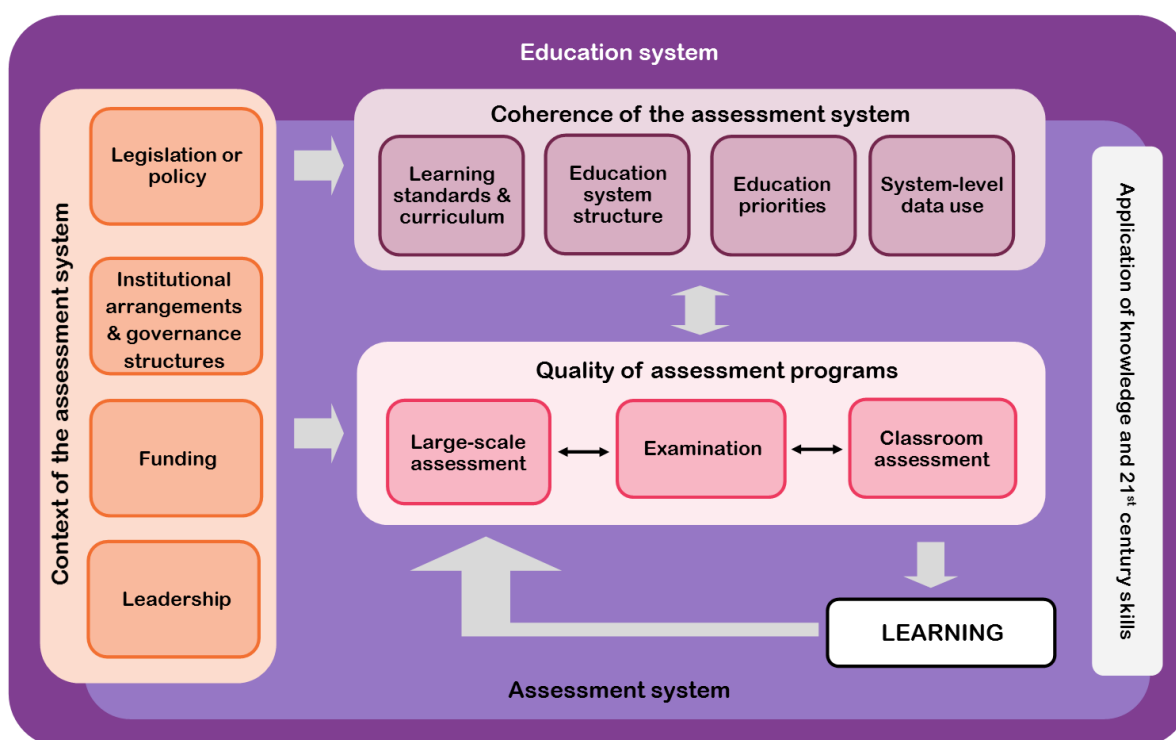 Education system
Context of the assessment system
Legislation or
policy
Institutional
arrangements
& governance
structures
Funding
Leadership
Coherence of the assessment system
Learning
standards &
curriculum
Education
system
structure
Education
priorities
System-level
data use
Quality of assessment programs
Large-scale
assessment
Examination
Classroom
assessment
LEARNING
Application of knowledge and 21st century skills
Assessment system